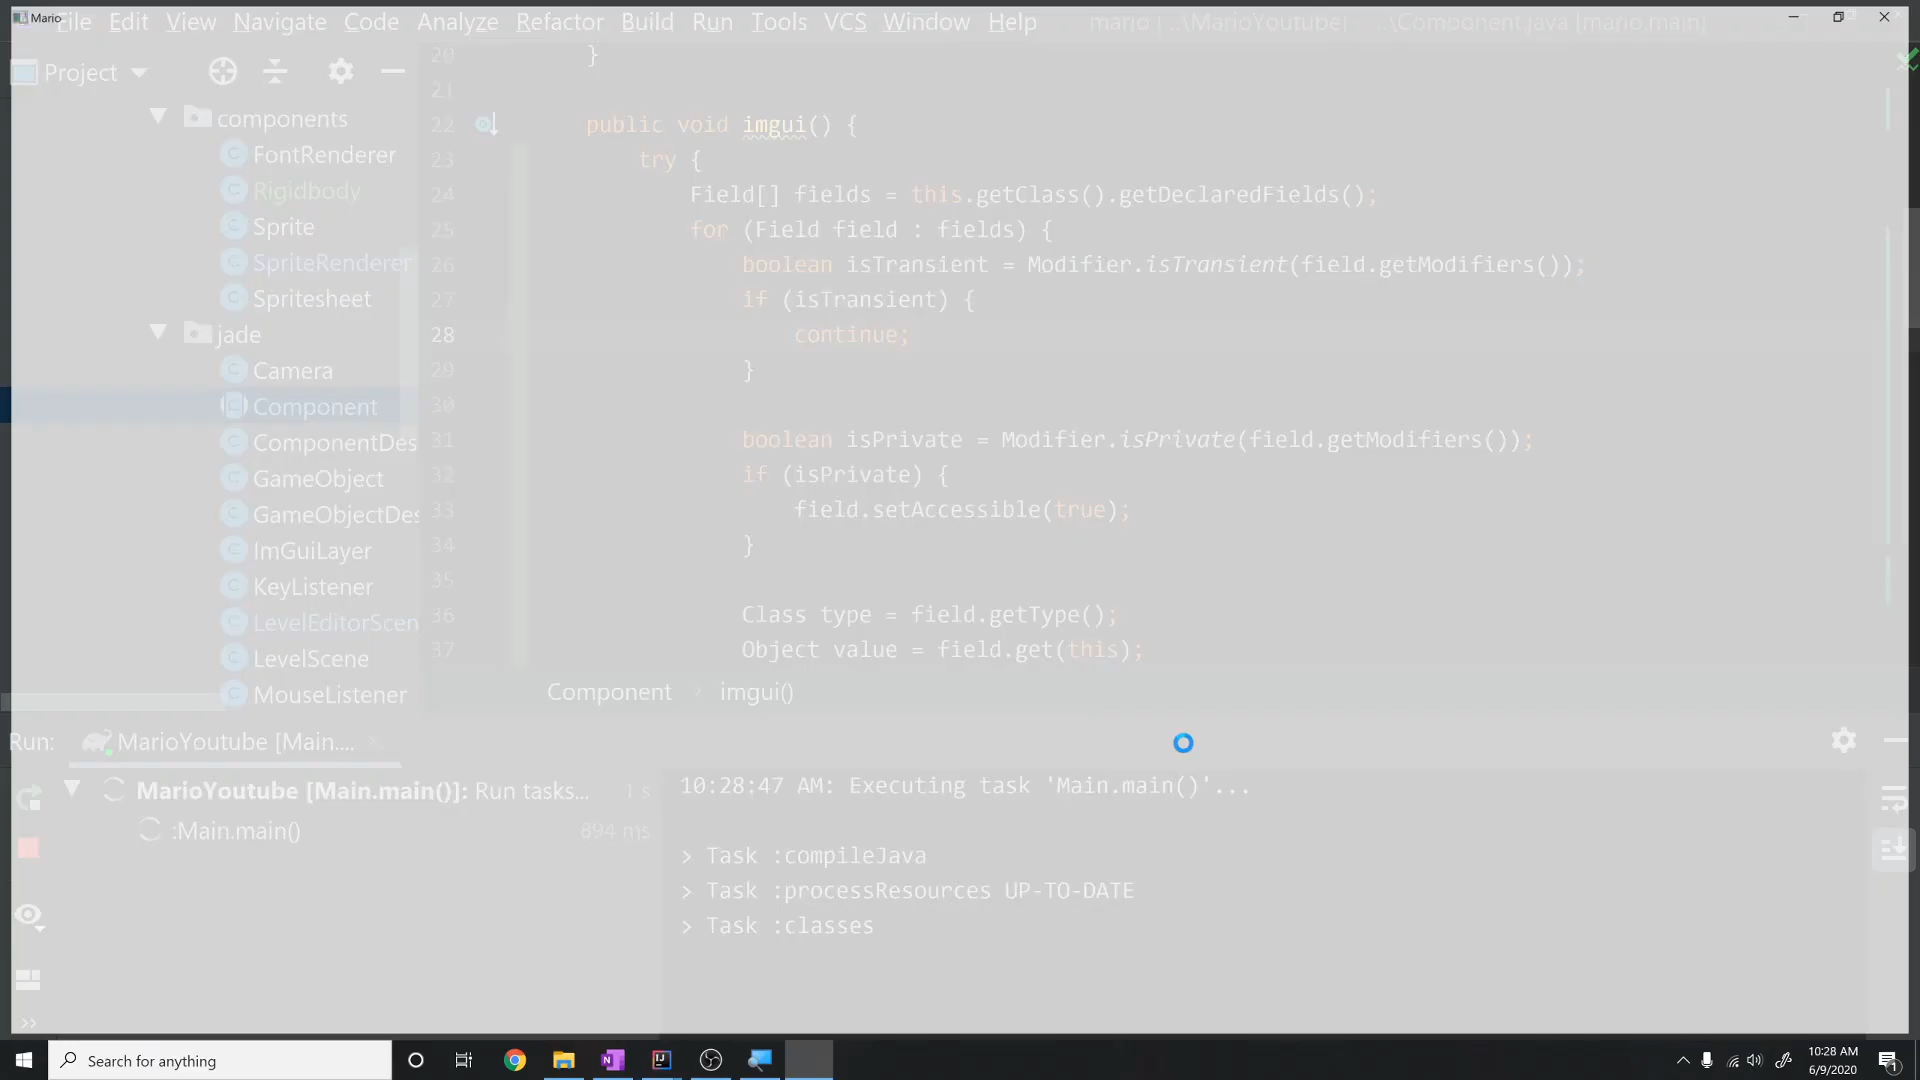 Mario
File Edit View Navigate Code Analyze Refactor Build Run Tools VCS Window Help mario [...\MarioYoutube] \Component.java [mario.main]
Project
components
FontRenderer
Rigidbody
Sprite
SpriteRenderer
Spritesheet
jade
Camera
Component
ComponentDes
GameObject
GameObjectDes
ImGuiLayer
KeyListener
LevelEditorScen
LevelScene
MouseListener
20 }
21
22 public void imgui() {
23 try {
24 Field[] fields = this.getClass().getDeclaredFields();
25 for (Field field : fields) {
26 boolean isTransient = Modifier.isTransient(field.getModifiers());
27 if (isTransient) {
28 continue;
29 }
30
31 boolean isPrivate = Modifier.isPrivate(field.getModifiers());
32 if (isPrivate) {
33 field.setAccessible(true);
34 }
35
36 Class type = field.getType();
37 Object value = field.get(this);
Component › imgui()
Run: MarioYoutube [Main.... ×
MarioYoutube [Main.main()]: Run tasks... 1 s
:Main.main() 894 ms
10:28:47 AM: Executing task 'Main.main()'...
> Task :compileJava
> Task :processResources UP-TO-DATE
> Task :classes
>>
Search for anything
10:28 AM
6/9/2020
1